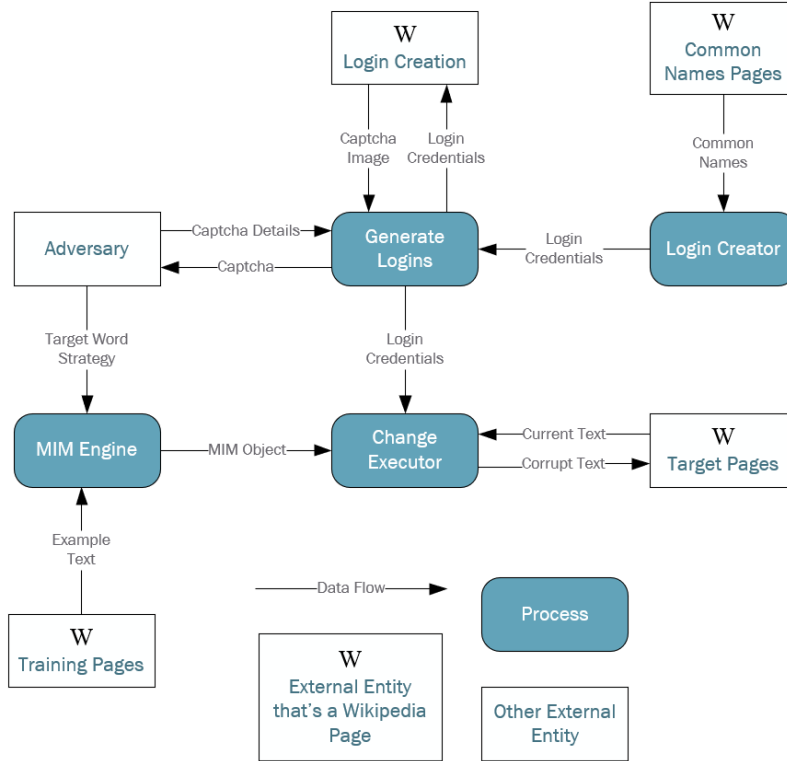 W
Login Creation
W
Common
Names Pages
Captcha
Image
Login
Credentials
Common
Names
Adversary
Captcha Details
Captcha
Generate
Logins
Login
Credentials
Login Creator
Target Word
Strategy
Login
Credentials
MIM Engine
MIM Object
Change
Executor
Current Text
Corrupt Text
W
Target Pages
Example
Text
W
Training Pages
Data Flow
Process
W
External Entity
that's a Wikipedia
Page
Other External
Entity